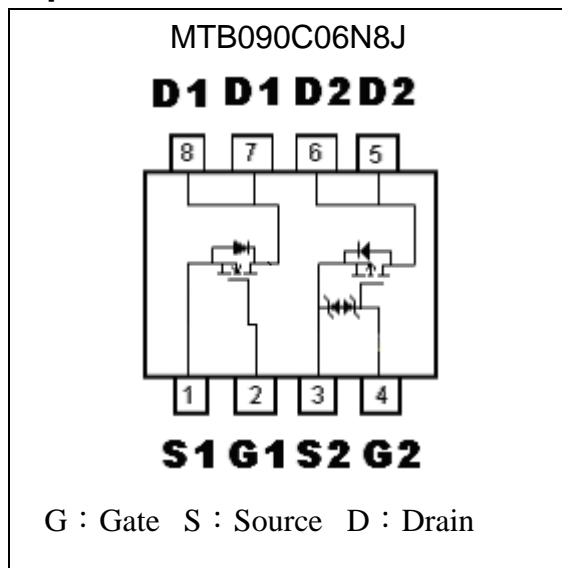 MTB090C06N8J
D1 D1 D2 D2
8 7 6 5
1 2 3 4
S1 G1 S2 G2
G：Gate S：Source D：Drain